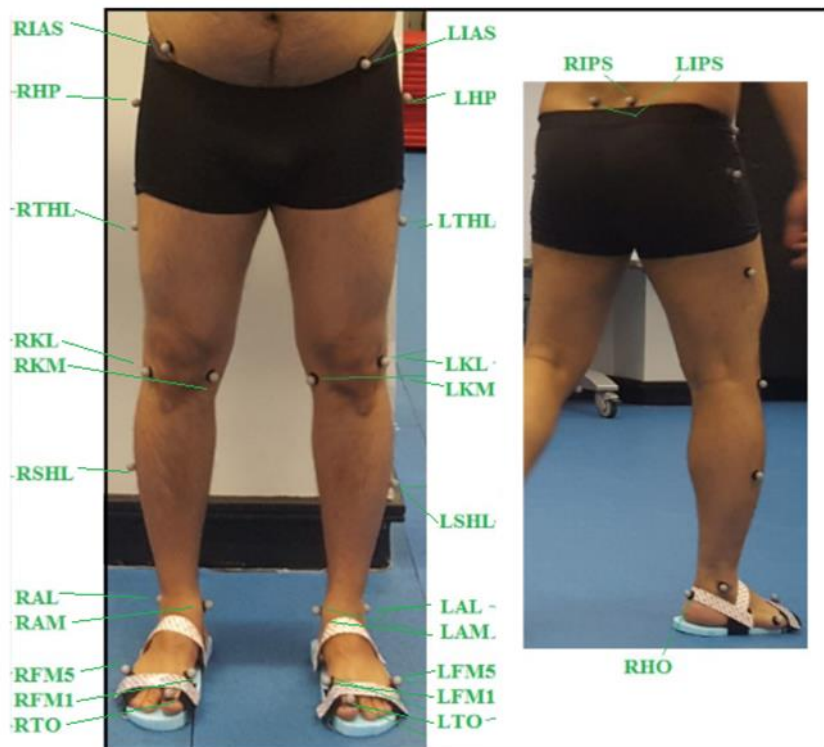 RIAS LIAS
RHP LHP
RTHL LTHL
RKL LKL
RKM LKM
RSHL LSHL
RAL LAL
RAM LAM
RFM5 LFM5
RFM1 LFM1
RTO LTO
RIPS LIPS
RHO